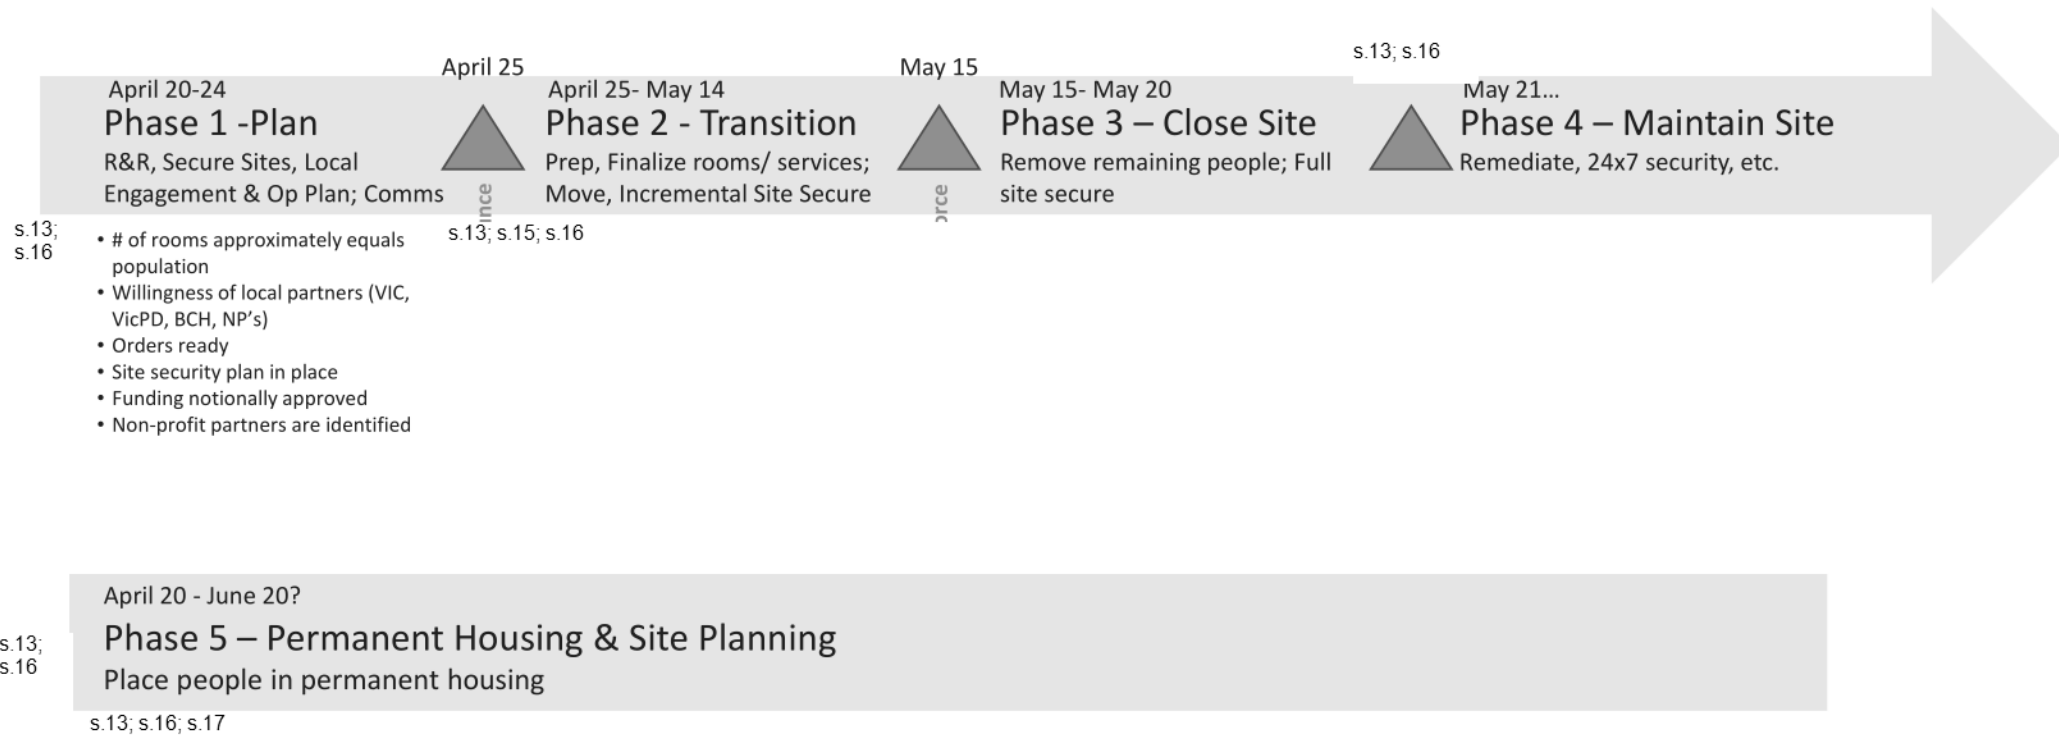 s.13; s.16
April 25
May 15
April 20-24
Phase 1 -Plan
R&R, Secure Sites, Local
Engagement & Op Plan; Comms
April 25- May 14
Phase 2 - Transition
Prep, Finalize rooms/ services;
Move, Incremental Site Secure
May 15- May 20
Phase 3 – Close Site
Remove remaining people; Full
site secure
May 21...
Phase 4 – Maintain Site
Remediate, 24x7 security, etc.
s.13;
s.16
s.13; s.15; s.16
• # of rooms approximately equals
population
• Willingness of local partners (VIC,
VicPD, BCH, NP’s)
• Orders ready
• Site security plan in place
• Funding notionally approved
• Non-profit partners are identified
April 20 - June 20?
Phase 5 – Permanent Housing & Site Planning
Place people in permanent housing
s.13;
s.16
s.13; s.16; s.17